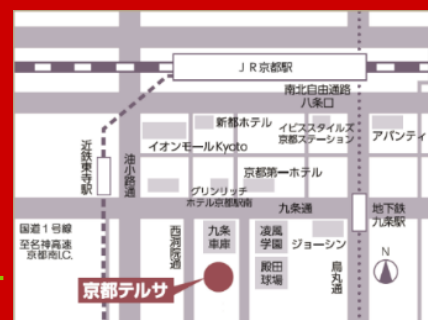 JR京都駅
南北自由通路
八条口
新都ホテル
イビススタイルズ
京都ステーション
アバンティ
イオンモールKyoto
近鉄東寺駅
油小路通
京都第一ホテル
グリンリッチ
ホテル京都駅南
九条通
地下鉄
九条駅
国道1号線
至名神高速
京都南I.C.
西洞院通
九条
車庫
凌風
学園
ジョーシン
殿田
球場
烏丸通
N
京都テルサ